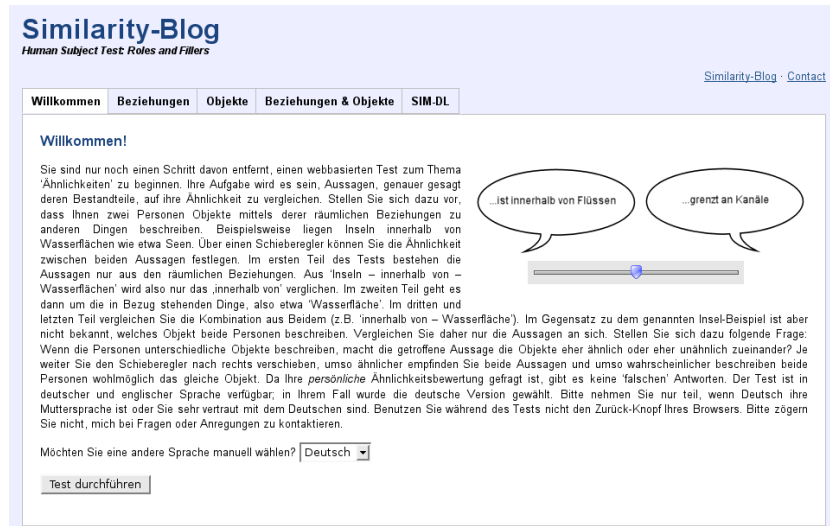 Similarity-Blog
Human Subject Test: Roles and Fillers
Similarity-Blog · Contact
Willkommen Beziehungen Objekte Beziehungen & Objekte SIM-DL
Willkommen!
Sie sind nur noch einen Schritt davon entfernt, einen webbasierten Test zum Thema
'Ähnlichkeiten' zu beginnen. Ihre Aufgabe wird es sein, Aussagen, genauer gesagt
deren Bestandteile, auf ihre Ähnlichkeit zu vergleichen. Stellen Sie sich dazu vor,
dass Ihnen zwei Personen Objekte mittels derer räumlichen Beziehungen zu
anderen Dingen beschreiben. Beispielsweise liegen Inseln innerhalb von
Wasserflächen wie etwa Seen. Über einen Schieberegler können Sie die Ähnlichkeit
zwischen beiden Aussagen festlegen. Im ersten Teil des Tests bestehen die
Aussagen nur aus den räumlichen Beziehungen. Aus 'Inseln – innerhalb von –
Wasserflächen' wird also nur das ‚innerhalb von' verglichen. Im zweiten Teil geht es
dann um die in Bezug stehenden Dinge, also etwa 'Wasserfläche'. Im dritten und
...ist innerhalb von Flüssen
...grenzt an Kanäle
letzten Teil vergleichen Sie die Kombination aus Beidem (z.B. 'innerhalb von – Wasserfläche'). Im Gegensatz zu dem genannten Insel-Beispiel ist aber
nicht bekannt, welches Objekt beide Personen beschreiben. Vergleichen Sie daher nur die Aussagen an sich. Stellen Sie sich dazu folgende Frage:
Wenn die Personen unterschiedliche Objekte beschreiben, macht die getroffene Aussage die Objekte eher ähnlich oder eher unähnlich zueinander? Je
weiter Sie den Schieberegler nach rechts verschieben, umso ähnlicher empfinden Sie beide Aussagen und umso wahrscheinlicher beschreiben beide
Personen wohlmöglich das gleiche Objekt. Da Ihre persönliche Ähnlichkeitsbewertung gefragt ist, gibt es keine 'falschen' Antworten. Der Test ist in
deutscher und englischer Sprache verfügbar; in Ihrem Fall wurde die deutsche Version gewählt. Bitte nehmen Sie nur teil, wenn Deutsch ihre
Muttersprache ist oder Sie sehr vertraut mit dem Deutschen sind. Benutzen Sie während des Tests nicht den Zurück-Knopf Ihres Browsers. Bitte zögern
Sie nicht, mich bei Fragen oder Anregungen zu kontaktieren.
Möchten Sie eine andere Sprache manuell wählen? Deutsch
Test durchführen